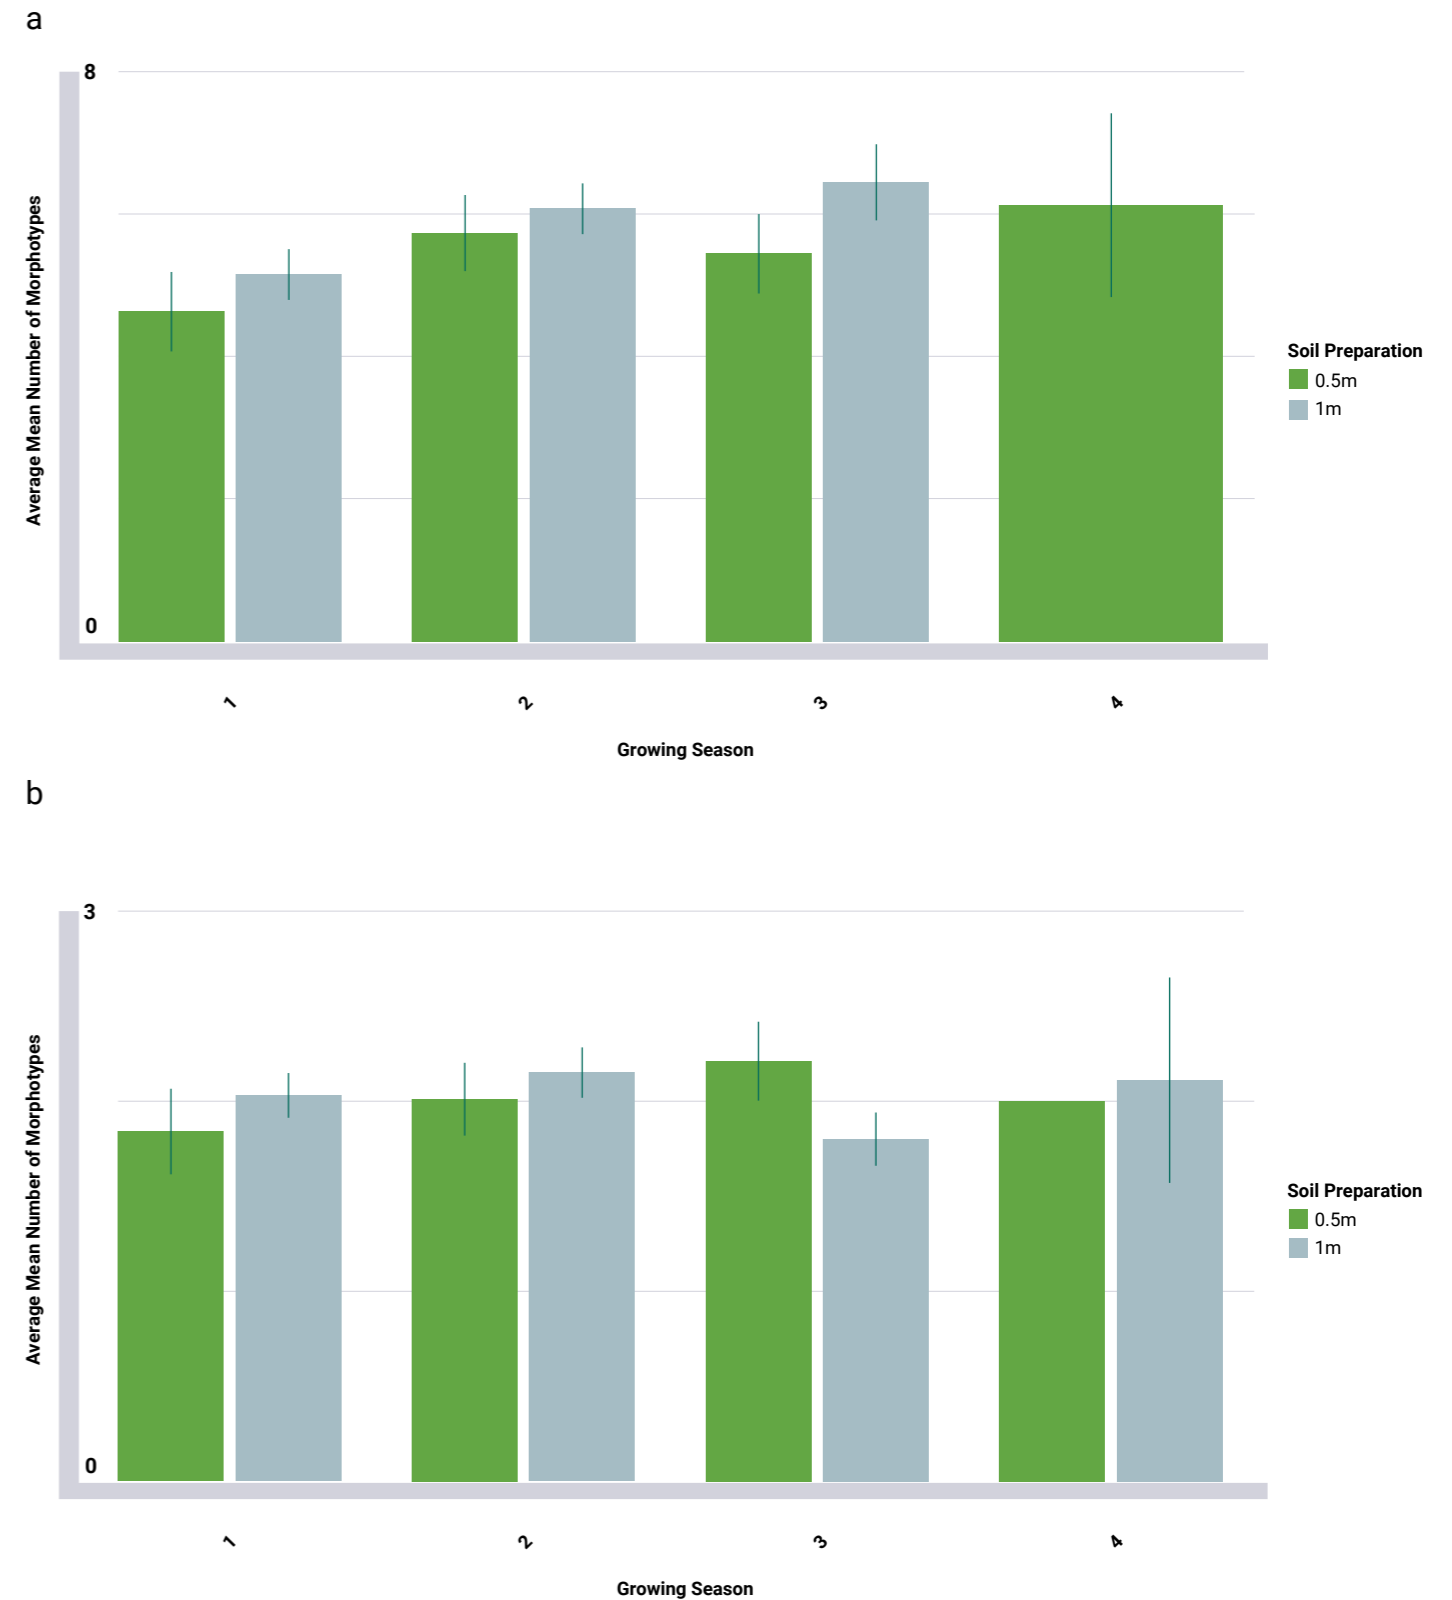 a
8
Average Mean Number of Morphotypes
0
Soil Preparation
0.5m
1m
1
2
3
4
Growing Season
b
3
Average Mean Number of Morphotypes
0
Soil Preparation
0.5m
1m
1
2
3
4
Growing Season